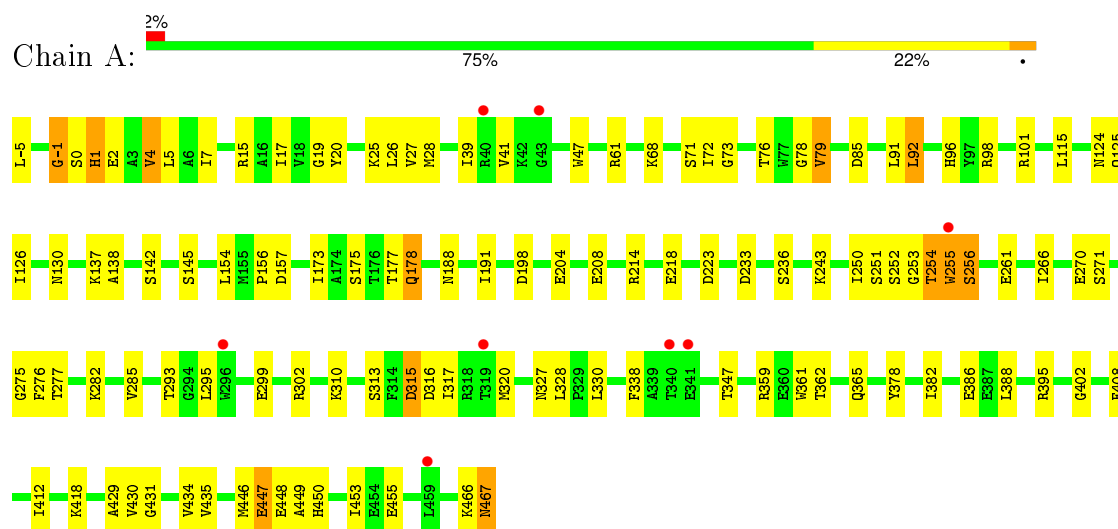 2%
Chain A:
75% 22% •
L-5 G-1 S0 H1 E2 A3 V4 L5 A6 I7 R15 A16 I17 V18 G19 Y20 K25 L26 V27 M28 I39 R40 V41 K42 G43 W47 R61 K68 S71 I72 G73 T76 W77 G78 V79 D85 L91 L92 H96 Y97 R98 R101 L115 N124
I126 N130 K137 A138 S142 S145 L154 M155 P156 D157 I173 A174 S175 T176 T177 Q178 N188 I191 D198 E204 E208 R214 E218 D223 D233 S236 K243 I250 S251 S252 G253 T254 W255 S256 E261 I266 E270 S271
G275 F276 T277 K282 V285 T293 G294 L295 W296 E299 R302 K310 S313 F314 D315 D316 I317 R318 T319 M320 N327 L328 P329 L330 F338 A339 T340 E341 T347 R359 E360 W361 T362 Q365 Y378 I382 E386 E387 L388 R395 G402
I412 K418 A429 V430 G431 V434 V435 M446 E447 E448 A449 H450 I453 E454 E455 L459 K466 N467